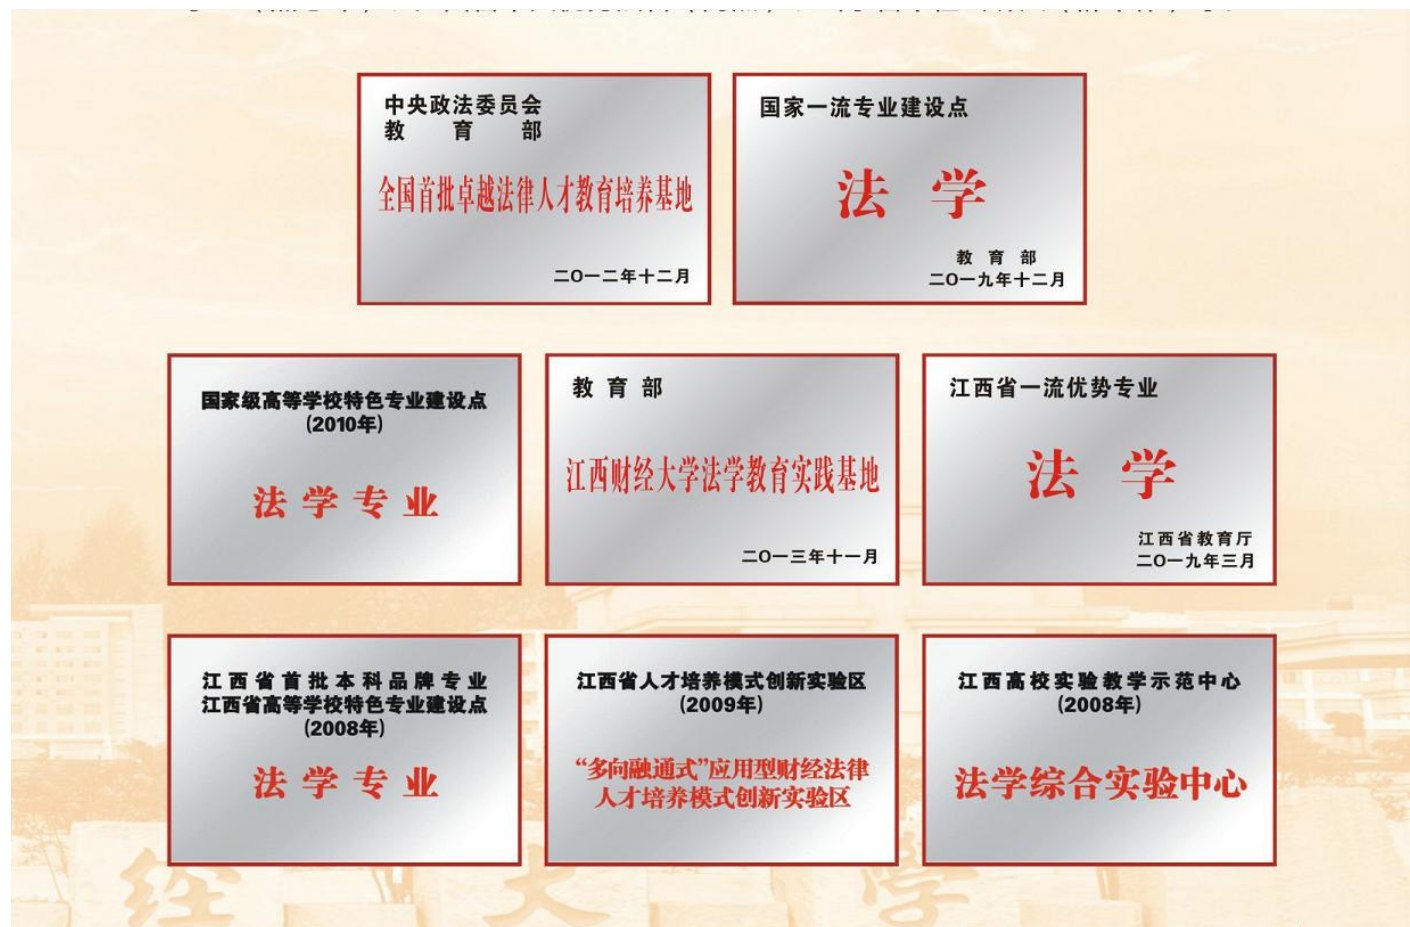 中央政法委员会
教 育 部
全国首批卓越法律人才教育培养基地
二O一二年十二月
国家一流专业建设点
法 学
教 育 部
二O一九年十二月
国家级高等学校特色专业建设点
(2010年)
法 学 专 业
教 育 部
江西财经大学法学教育实践基地
二O一三年十一月
江西省一流优势专业
法 学
江西省教育厅
二O一九年三月
江西省首批本科品牌专业
江西省高等学校特色专业建设点
(2008年)
法 学 专 业
江西省人才培养模式创新实验区
(2009年)
“多向融通式”应用型财经法律
人才培养模式创新实验区
江西高校实验教学示范中心
(2008年)
法学综合实验中心
经 大 学